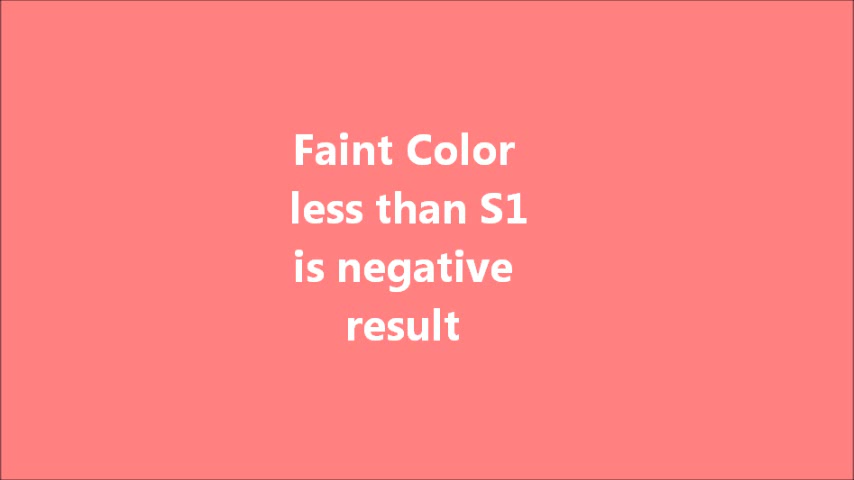 Faint Color
less than S1
is negative
result